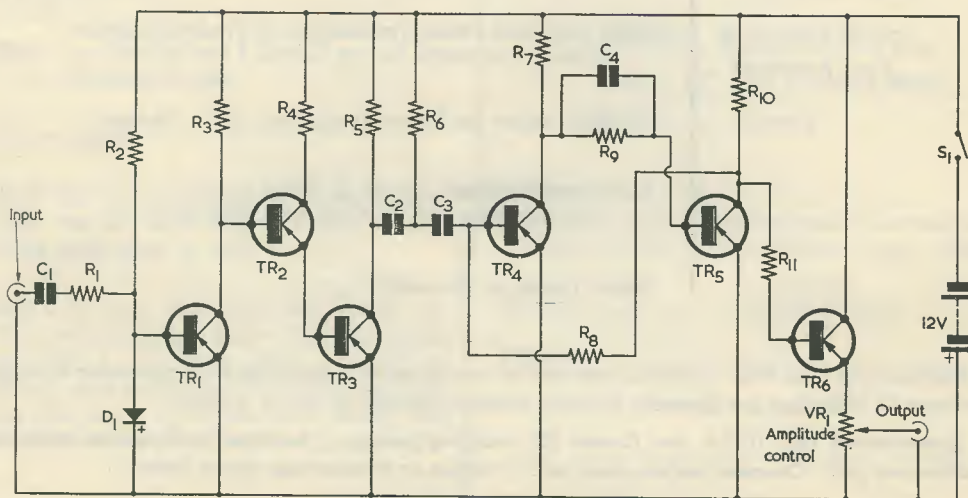 R7
C4
R10
R3
R4
R5
R6
R9
S1
R2
Input
C2
C3
TR2
TR4
TR5
R11
C1
R1
12V
TR1
TR3
R8
+
TR6
D1
+
VR1
Output
Amplitude
control